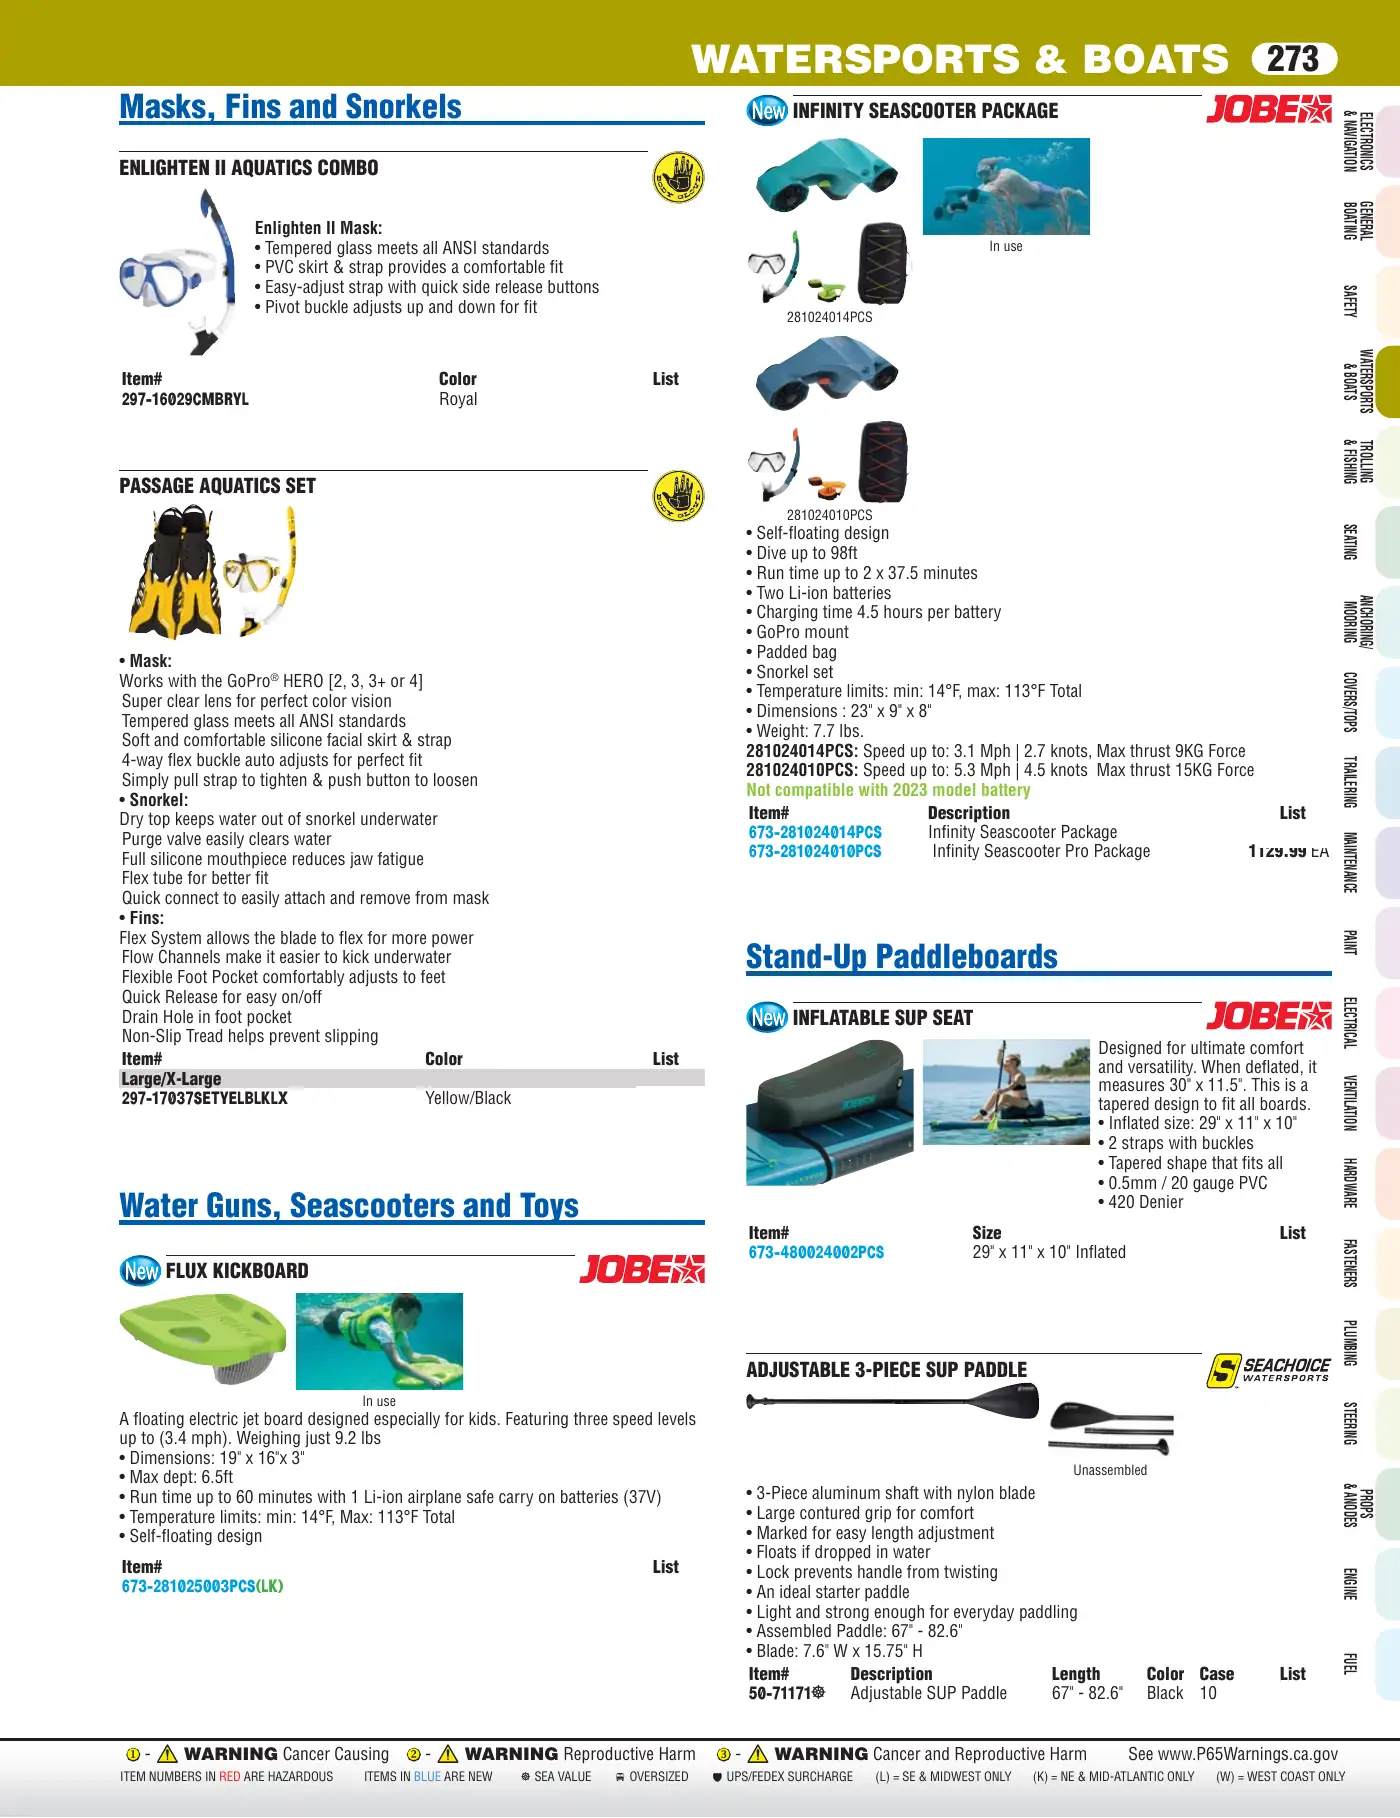 WATERSPORTS & BOATS 273
Masks, Fins and Snorkels
ENLIGHTEN II AQUATICS COMBO
BODY GLOVE
Enlighten II Mask:
• Tempered glass meets all ANSI standards
• PVC skirt & strap provides a comfortable fit
• Easy-adjust strap with quick side release buttons
• Pivot buckle adjusts up and down for fit
Item# Color List
297-16029CMBRYL Royal
PASSAGE AQUATICS SET
BODY GLOVE
• Mask:
Works with the GoPro® HERO [2, 3, 3+ or 4]
Super clear lens for perfect color vision
Tempered glass meets all ANSI standards
Soft and comfortable silicone facial skirt & strap
4-way flex buckle auto adjusts for perfect fit
Simply pull strap to tighten & push button to loosen
• Snorkel:
Dry top keeps water out of snorkel underwater
Purge valve easily clears water
Full silicone mouthpiece reduces jaw fatigue
Flex tube for better fit
Quick connect to easily attach and remove from mask
• Fins:
Flex System allows the blade to flex for more power
Flow Channels make it easier to kick underwater
Flexible Foot Pocket comfortably adjusts to feet
Quick Release for easy on/off
Drain Hole in foot pocket
Non-Slip Tread helps prevent slipping
Item# Color List
Large/X-Large
297-17037SETYELBLKLX Yellow/Black
Water Guns, Seascooters and Toys
New FLUX KICKBOARD JOBE
In use
A floating electric jet board designed especially for kids. Featuring three speed levels
up to (3.4 mph). Weighing just 9.2 lbs
• Dimensions: 19" x 16"x 3"
• Max dept: 6.5ft
• Run time up to 60 minutes with 1 Li-ion airplane safe carry on batteries (37V)
• Temperature limits: min: 14°F, Max: 113°F Total
• Self-floating design
Item# List
673-281025003PCS(LK)
New INFINITY SEASCOOTER PACKAGE JOBE
In use
281024014PCS
281024010PCS
• Self-floating design
• Dive up to 98ft
• Run time up to 2 x 37.5 minutes
• Two Li-ion batteries
• Charging time 4.5 hours per battery
• GoPro mount
• Padded bag
• Snorkel set
• Temperature limits: min: 14°F, max: 113°F Total
• Dimensions : 23" x 9" x 8"
• Weight: 7.7 lbs.
281024014PCS: Speed up to: 3.1 Mph | 2.7 knots, Max thrust 9KG Force
281024010PCS: Speed up to: 5.3 Mph | 4.5 knots Max thrust 15KG Force
Not compatible with 2023 model battery
Item# Description List
673-281024014PCS Infinity Seascooter Package
673-281024010PCS Infinity Seascooter Pro Package 1129.99 EA
Stand-Up Paddleboards
New INFLATABLE SUP SEAT JOBE
Designed for ultimate comfort
and versatility. When deflated, it
measures 30" x 11.5". This is a
tapered design to fit all boards.
• Inflated size: 29" x 11" x 10"
• 2 straps with buckles
• Tapered shape that fits all
• 0.5mm / 20 gauge PVC
• 420 Denier
Item# Size List
673-480024002PCS 29" x 11" x 10" Inflated
ADJUSTABLE 3-PIECE SUP PADDLE
S SEACHOICE
WATERSPORTS
Unassembled
• 3-Piece aluminum shaft with nylon blade
• Large contured grip for comfort
• Marked for easy length adjustment
• Floats if dropped in water
• Lock prevents handle from twisting
• An ideal starter paddle
• Light and strong enough for everyday paddling
• Assembled Paddle: 67" - 82.6"
• Blade: 7.6" W x 15.75" H
Item# Description Length Color Case List
50-71171 Adjustable SUP Paddle 67" - 82.6" Black 10
ELECTRONICS
& NAVIGATION
GENERAL
BOATING
SAFETY
WATERSPORTS
& BOATS
TROLLING
& FISHING
SEATING
ANCHORING/
MOORING
COVERS/TOPS
TRAILERING
MAINTENANCE
PAINT
ELECTRICAL
VENTILATION
HARDWARE
FASTENERS
PLUMBING
STEERING
PROPS
& ANODES
ENGINE
FUEL
1 - WARNING Cancer Causing 2 - WARNING Reproductive Harm 3 - WARNING Cancer and Reproductive Harm See www.P65Warnings.ca.gov
ITEM NUMBERS IN RED ARE HAZARDOUS ITEMS IN BLUE ARE NEW SEA VALUE OVERSIZED UPS/FEDEX SURCHARGE (L) = SE & MIDWEST ONLY (K) = NE & MID-ATLANTIC ONLY (W) = WEST COAST ONLY